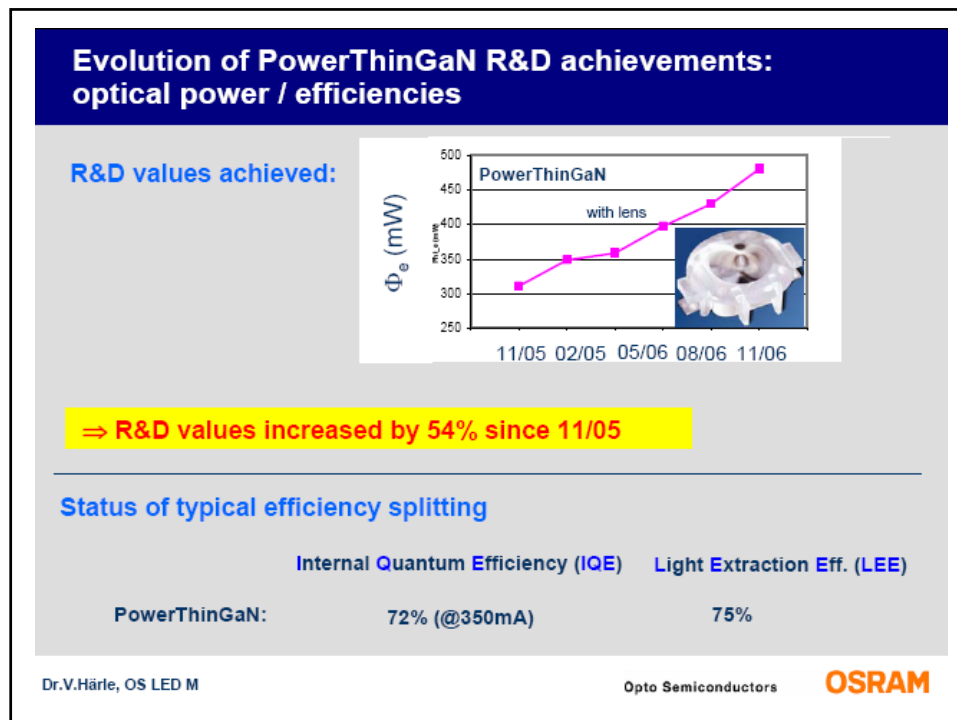 Evolution of PowerThinGaN R&D achievements:
optical power / efficiencies
R&D values achieved:
Φe (mW)
500
450
400
350
300
250
PowerThinGaN
with lens
11/05 02/05 05/06 08/06 11/06
⇒ R&D values increased by 54% since 11/05
Status of typical efficiency splitting
Internal Quantum Efficiency (IQE) Light Extraction Eff. (LEE)
PowerThinGaN: 72% (@350mA) 75%
Dr.V.Härle, OS LED M
Opto Semiconductors OSRAM